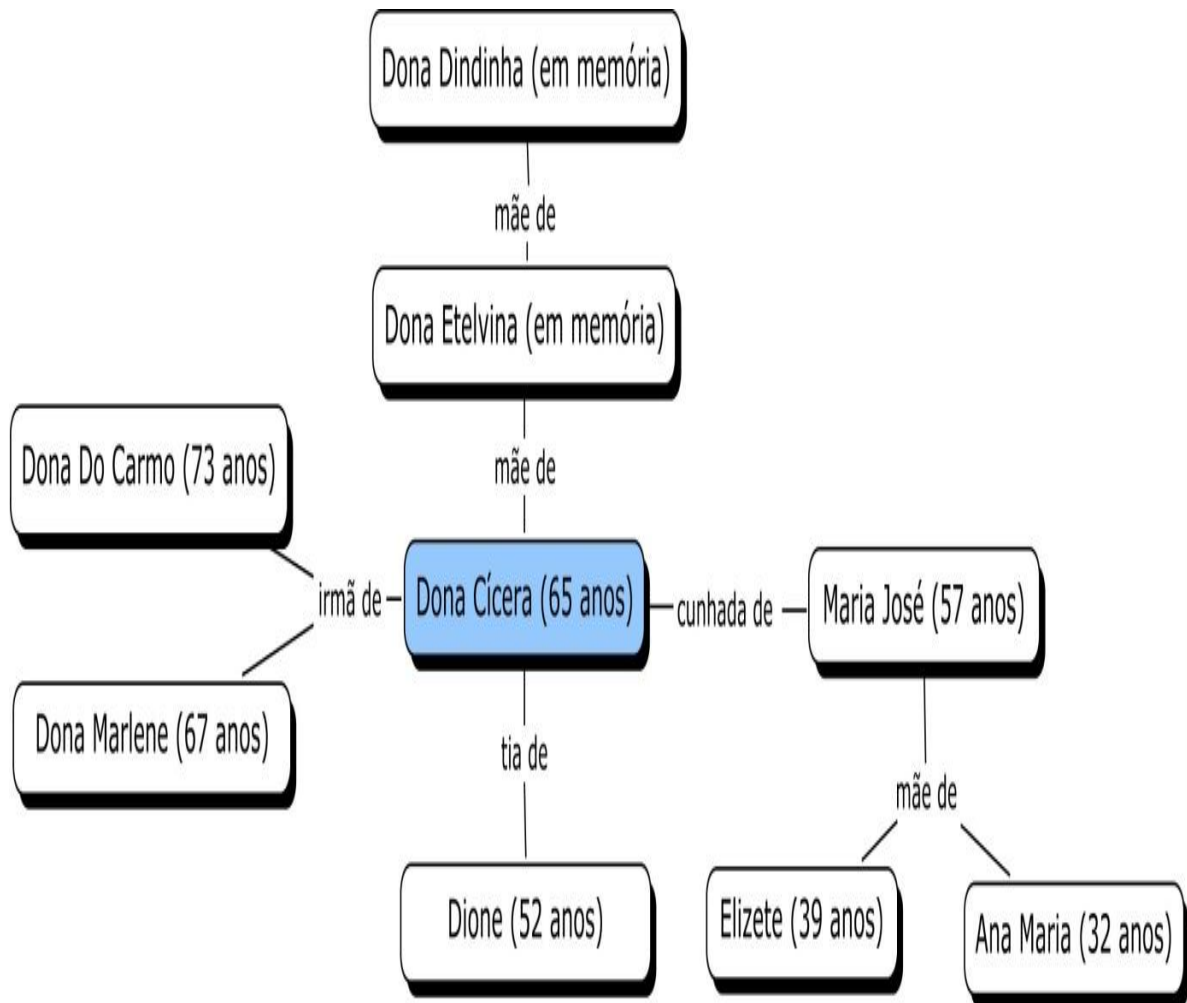 Dona Dindinha (em memória)
mãe de
Dona Etelvina (em memória)
mãe de
Dona Do Carmo (73 anos)
irmã de
Dona Cícera (65 anos)
cunhada de
Maria José (57 anos)
Dona Marlene (67 anos)
tia de
mãe de
Dione (52 anos)
Elizete (39 anos)
Ana Maria (32 anos)